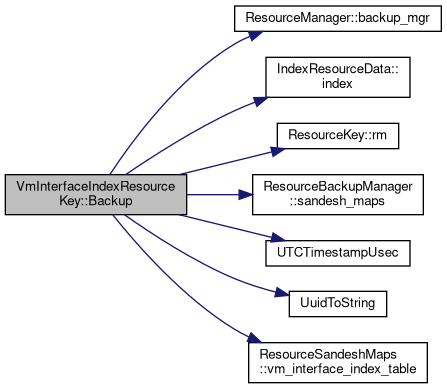 ResourceManager::backup_mgr
IndexResourceData::
index
ResourceKey::rm
VmInterfaceIndexResource
Key::Backup
ResourceBackupManager
::sandesh_maps
UTCTimestampUsec
UuidToString
ResourceSandeshMaps
::vm_interface_index_table